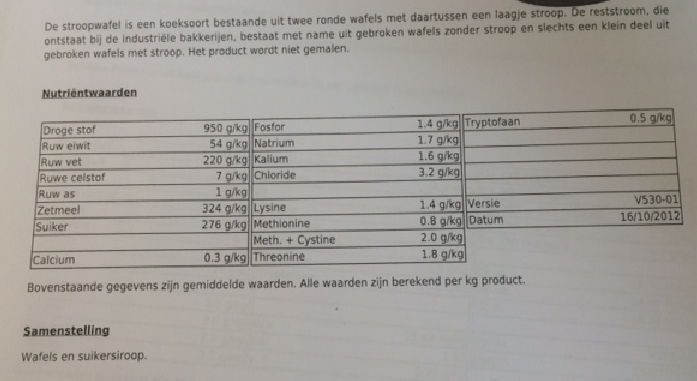 De stroopwafel is een koeksoort bestaande uit twee ronde wafels met daartussen een laagje stroop. De reststroom, die
ontstaat bij de industriële bakkerijen, bestaat met name uit gebroken wafels zonder stroop en slechts een klein deel uit
gebroken wafels met stroop. Het product wordt niet gemalen.
Nutriëntwaarden
Droge stof 950 g/kg Fosfor 1.4 g/kg Tryptofaan 0.5 g/kg
Ruw eiwit 54 g/kg Natrium 1.7 g/kg
Ruw vet 220 g/kg Kalium 1.6 g/kg
Ruwe celstof 7 g/kg Chloride 3.2 g/kg
Ruw as 1 g/kg
Zetmeel 324 g/kg Lysine 1.4 g/kg Versie V530-01
Suiker 276 g/kg Methionine 0.8 g/kg Datum 16/10/2012
Meth. + Cystine 2.0 g/kg
Calcium 0.3 g/kg Threonine 1.8 g/kg
Bovenstaande gegevens zijn gemiddelde waarden. Alle waarden zijn berekend per kg product.
Samenstelling
Wafels en suikersiroop.